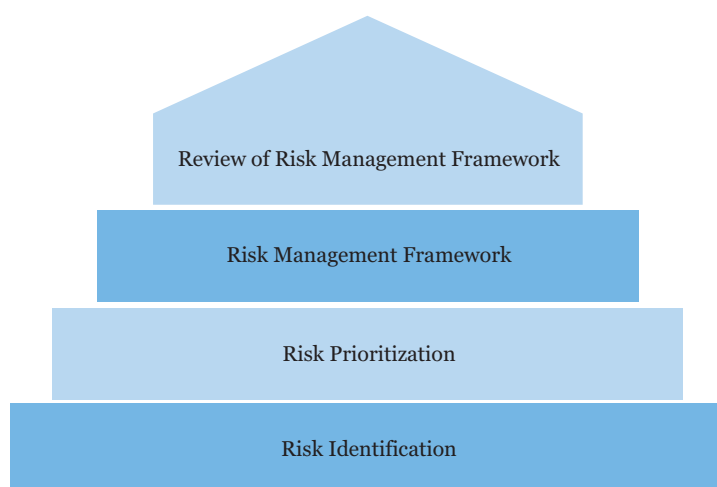 Review of Risk Management Framework
Risk Management Framework
Risk Prioritization
Risk Identification